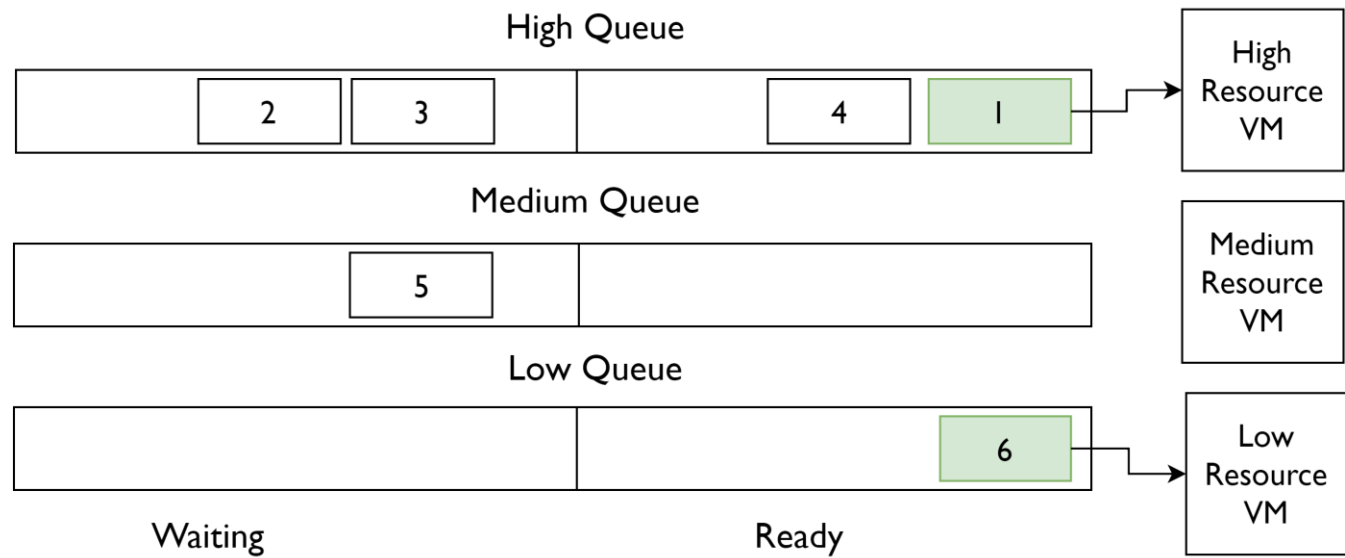 High Queue
2
3
4
1
High
Resource
VM
Medium Queue
5
Medium
Resource
VM
Low Queue
6
Low
Resource
VM
Waiting
Ready